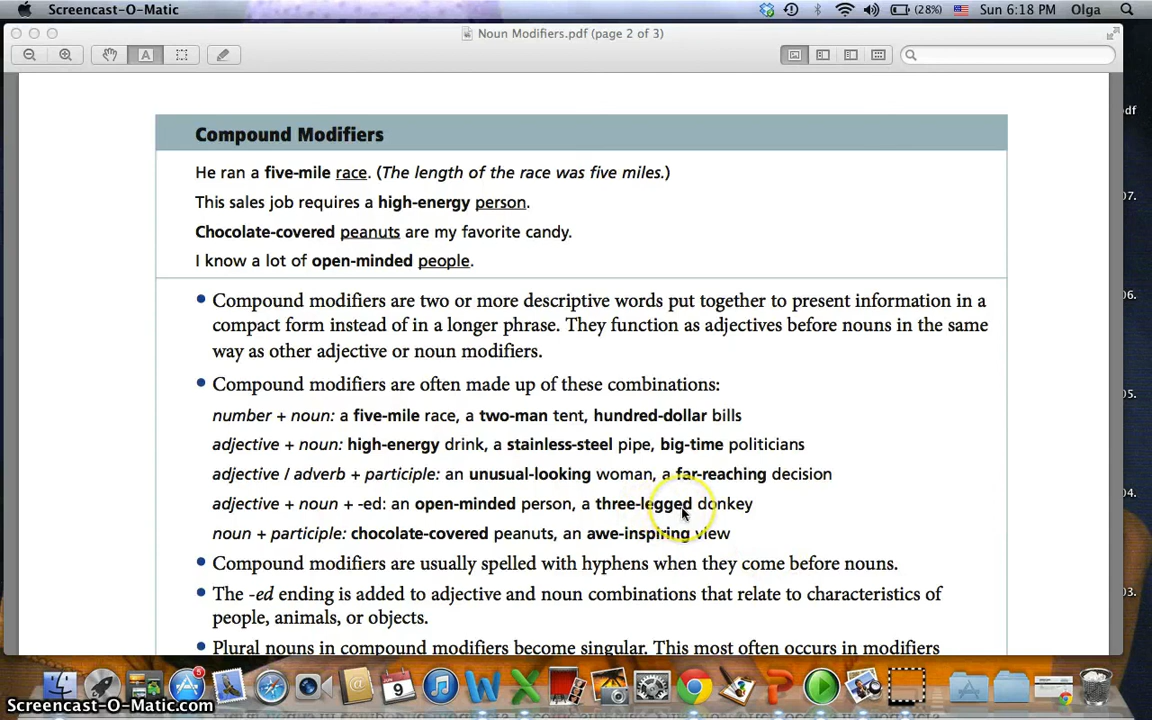 Screencast-O-Matic (28%) Sun 6:18 PM Olga
Noun Modifiers.pdf (page 2 of 3)
Compound Modifiers
He ran a five-mile race. (The length of the race was five miles.)
This sales job requires a high-energy person.
Chocolate-covered peanuts are my favorite candy.
I know a lot of open-minded people.
Compound modifiers are two or more descriptive words put together to present information in a
compact form instead of in a longer phrase. They function as adjectives before nouns in the same
way as other adjective or noun modifiers.
Compound modifiers are often made up of these combinations:
number + noun: a five-mile race, a two-man tent, hundred-dollar bills
adjective + noun: high-energy drink, a stainless-steel pipe, big-time politicians
adjective / adverb + participle: an unusual-looking woman, a far-reaching decision
adjective + noun + -ed: an open-minded person, a three-legged donkey
noun + participle: chocolate-covered peanuts, an awe-inspiring view
Compound modifiers are usually spelled with hyphens when they come before nouns.
The -ed ending is added to adjective and noun combinations that relate to characteristics of
people, animals, or objects.
Plural nouns in compound modifiers become singular. This most often occurs in modifiers
df
07.
06.
05.
04.
03.
5
APR
9
Screencast-O-Matic.com